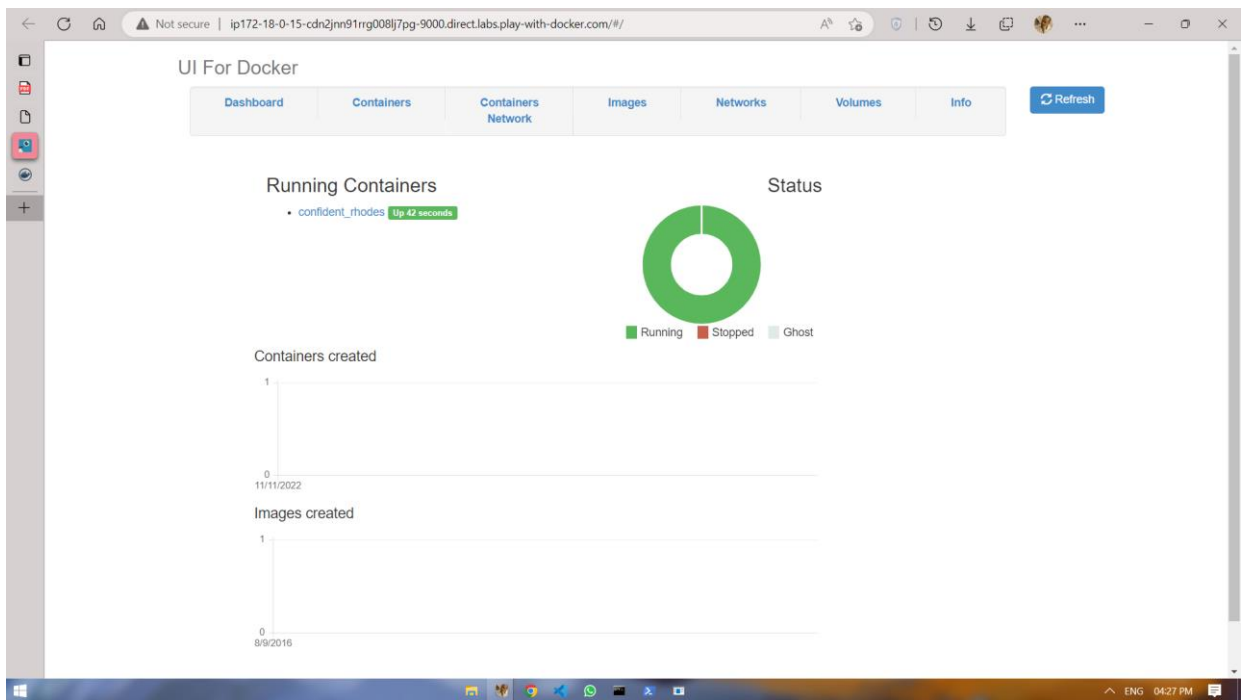 Not secure | ip172-18-0-15-cdn2jnn91rrg008lj7pg-9000.direct.labs.play-with-docker.com/#/
UI For Docker
Dashboard Containers Containers Network Images Networks Volumes Info Refresh
Running Containers
confident_rhodes Up 42 seconds
Status
Running Stopped Ghost
Containers created
1
0
11/11/2022
Images created
1
0
8/9/2016
ENG 04:27 PM